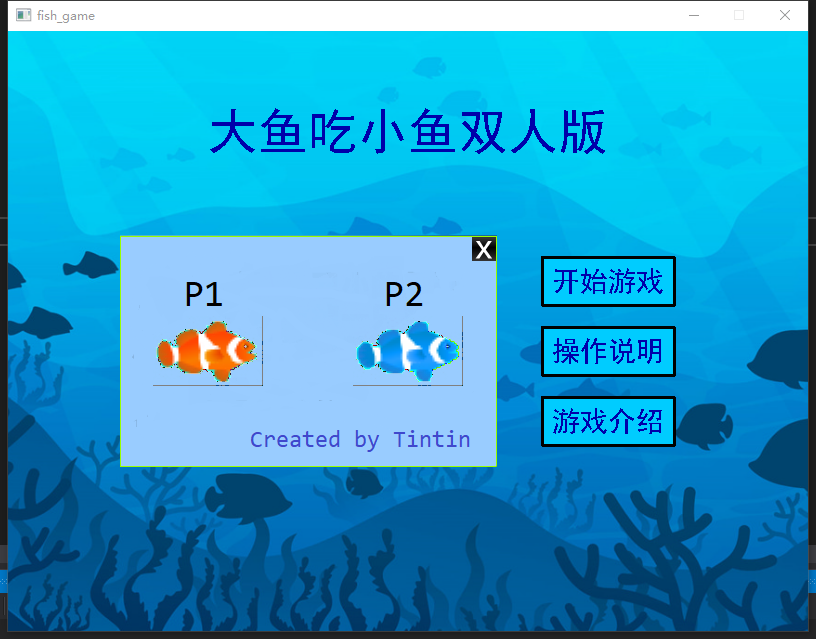 fish_game
大鱼吃小鱼双人版
X
P1 P2
Created by Tintin
开始游戏
操作说明
游戏介绍